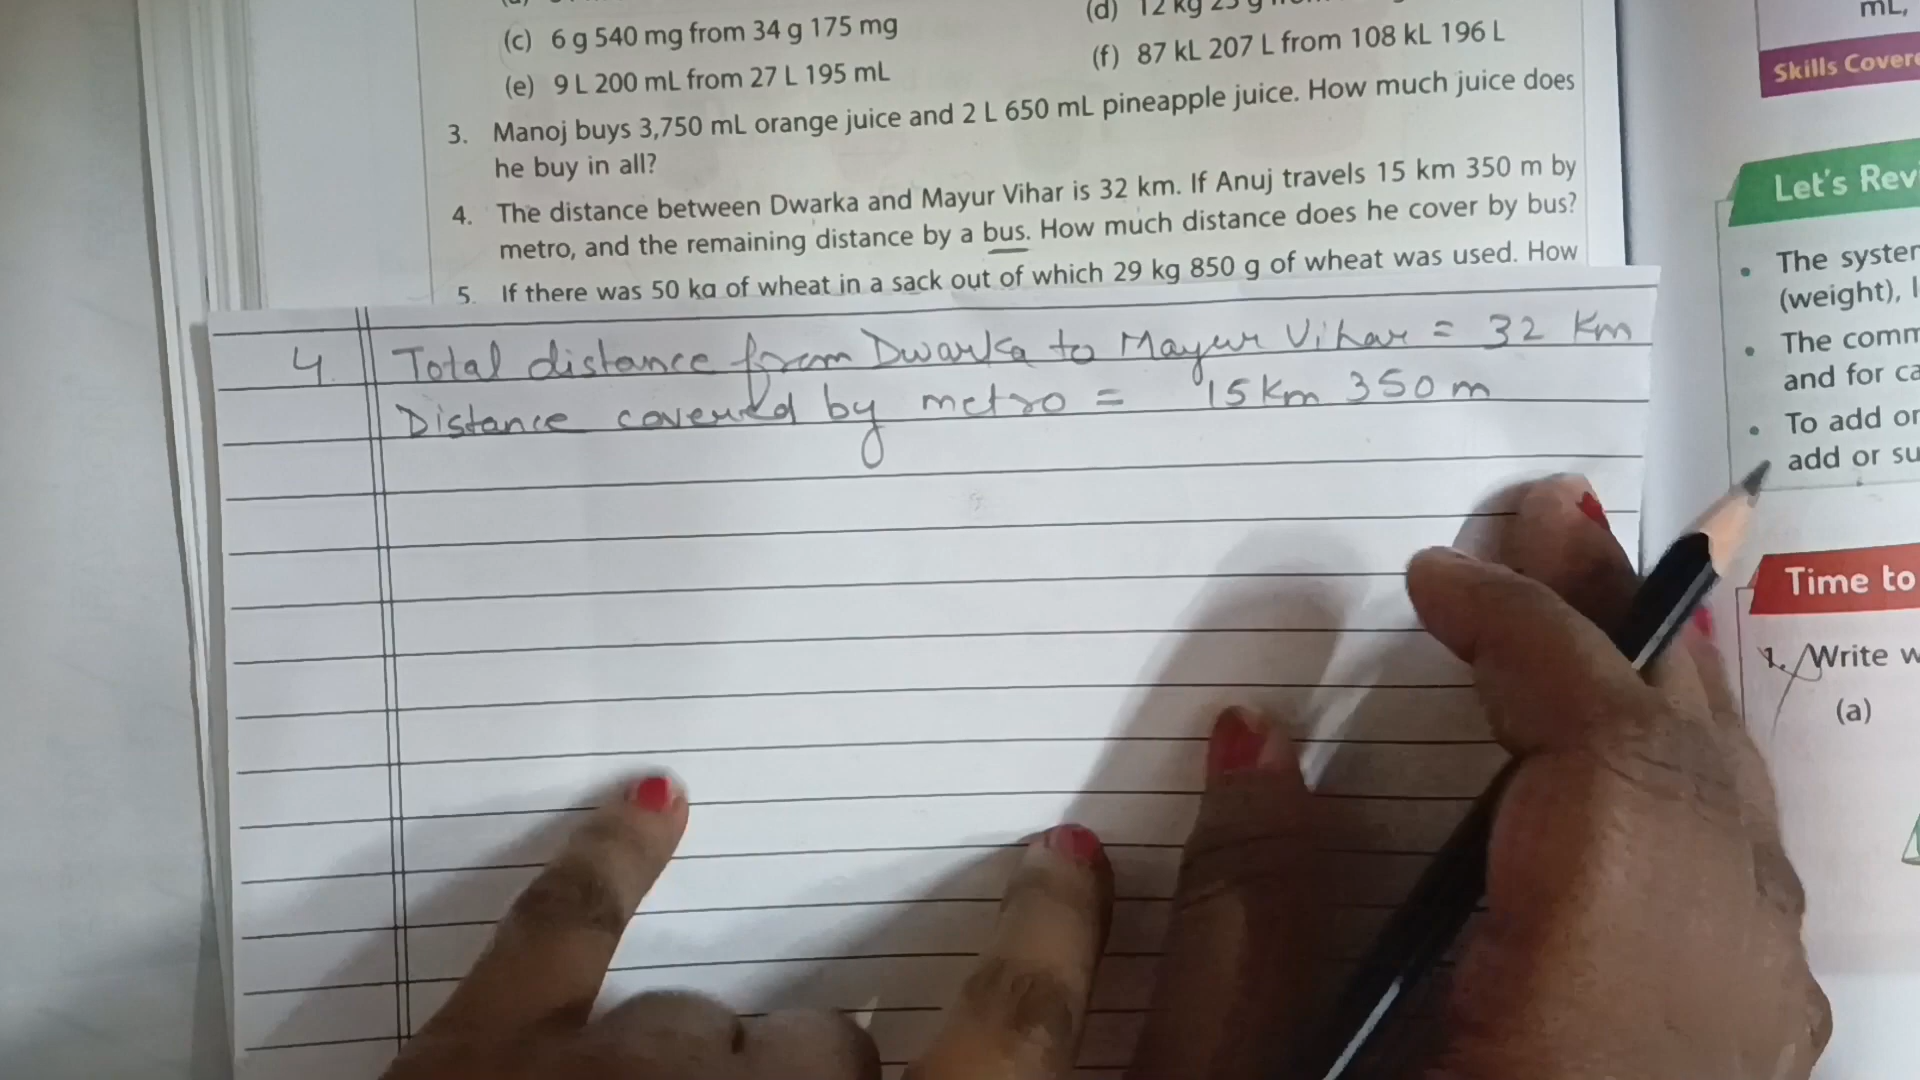 (c) 6 g 540 mg from 34 g 175 mg
(d) 12 kg
(e) 9 L 200 mL from 27 L 195 mL
(f) 87 kL 207 L from 108 kL 196 L
3. Manoj buys 3,750 mL orange juice and 2 L 650 mL pineapple juice. How much juice does
he buy in all?
4. The distance between Dwarka and Mayur Vihar is 32 km. If Anuj travels 15 km 350 m by
metro, and the remaining distance by a bus. How much distance does he cover by bus?
5. If there was 50 kg of wheat in a sack out of which 29 kg 850 g of wheat was used. How
4. Total distance from Dwarka to Mayur Vihar = 32 Km
Distance covered by metro = 15 Km 350 m
mL,
Skills Covere
Let's Rev
• The system
(weight), l
• The comm
and for ca
• To add or
add or su
Time to
1. Write w
(a)